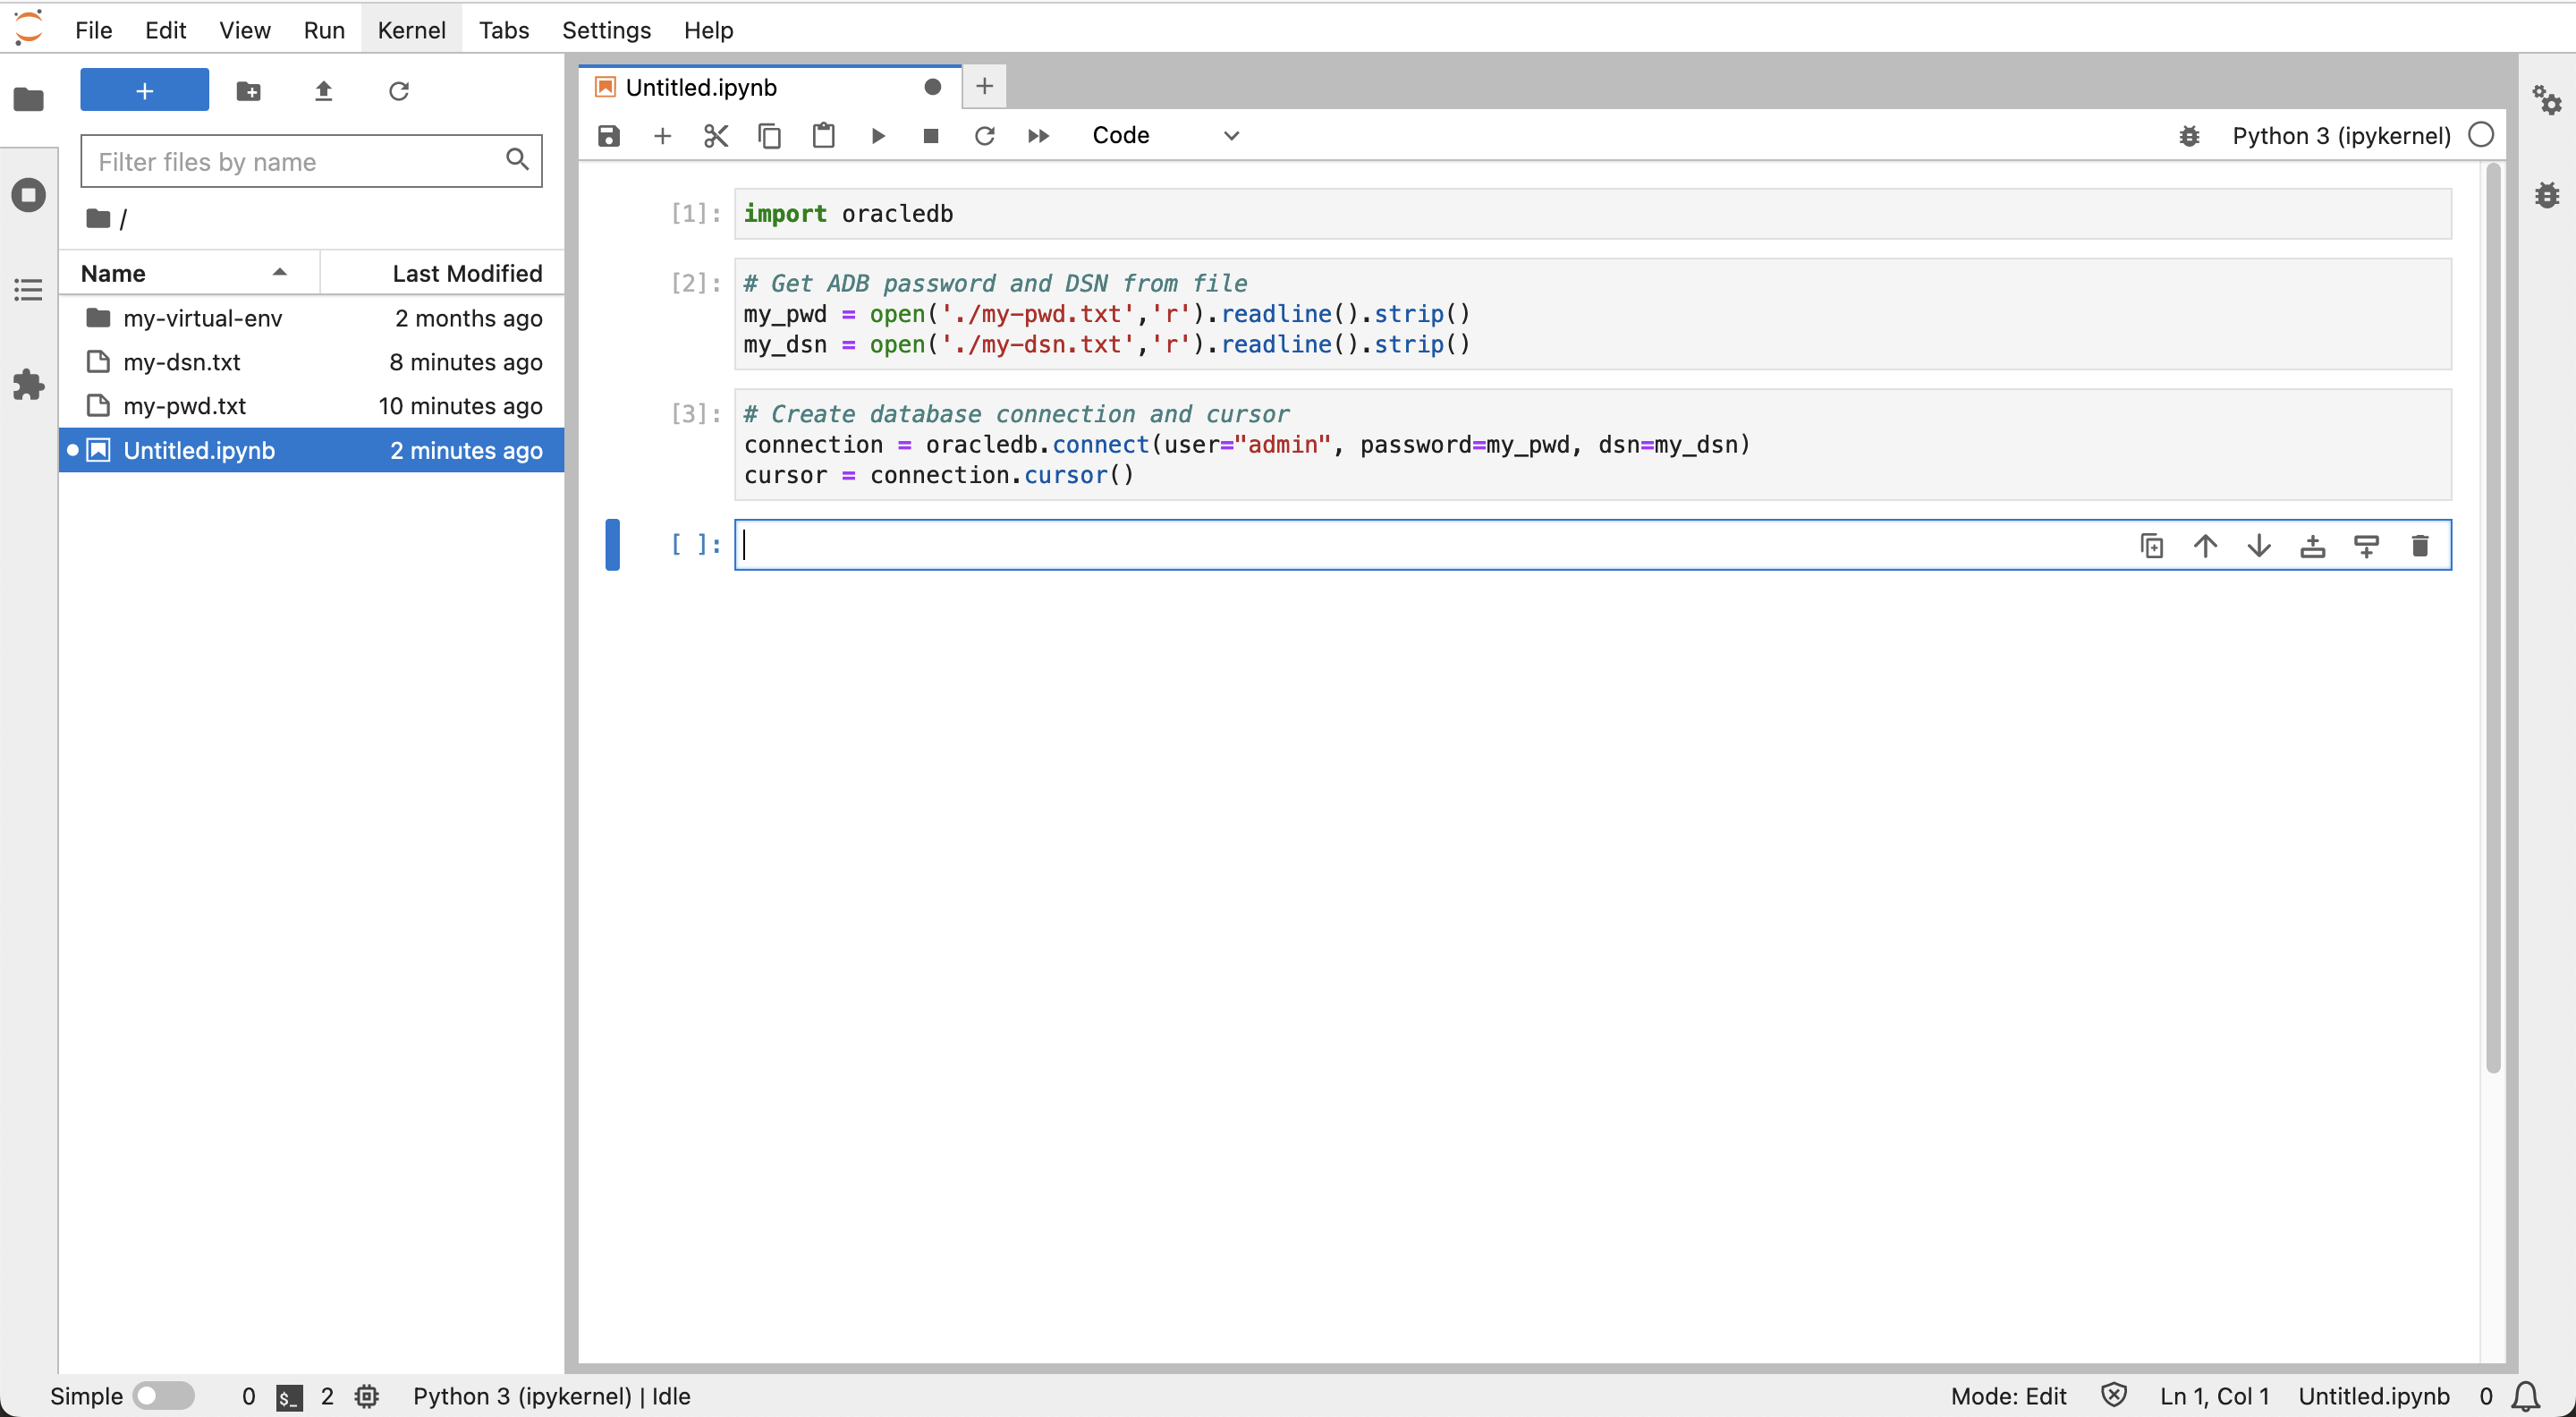 File Edit View Run Kernel Tabs Settings Help
Filter files by name
/
Name Last Modified
my-virtual-env 2 months ago
my-dsn.txt 8 minutes ago
my-pwd.txt 10 minutes ago
Untitled.ipynb 2 minutes ago
Untitled.ipynb
Code
Python 3 (ipykernel)
[1]: import oracledb
[2]: # Get ADB password and DSN from file
my_pwd = open('./my-pwd.txt','r').readline().strip()
my_dsn = open('./my-dsn.txt','r').readline().strip()
[3]: # Create database connection and cursor
connection = oracledb.connect(user="admin", password=my_pwd, dsn=my_dsn)
cursor = connection.cursor()
[ ]:
Simple 0 $_ 2 Python 3 (ipykernel) | Idle Mode: Edit Ln 1, Col 1 Untitled.ipynb 0